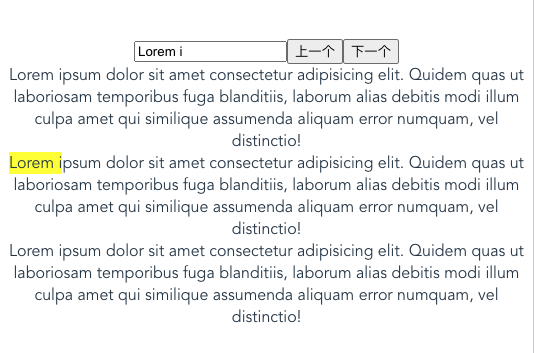 Lorem i 上一个 下一个
Lorem ipsum dolor sit amet consectetur adipisicing elit. Quidem quas ut
laboriosam temporibus fuga blanditiis, laborum alias debitis modi illum
culpa amet qui similique assumenda aliquam error numquam, vel
distinctio!
Lorem ipsum dolor sit amet consectetur adipisicing elit. Quidem quas ut
laboriosam temporibus fuga blanditiis, laborum alias debitis modi illum
culpa amet qui similique assumenda aliquam error numquam, vel
distinctio!
Lorem ipsum dolor sit amet consectetur adipisicing elit. Quidem quas ut
laboriosam temporibus fuga blanditiis, laborum alias debitis modi illum
culpa amet qui similique assumenda aliquam error numquam, vel
distinctio!